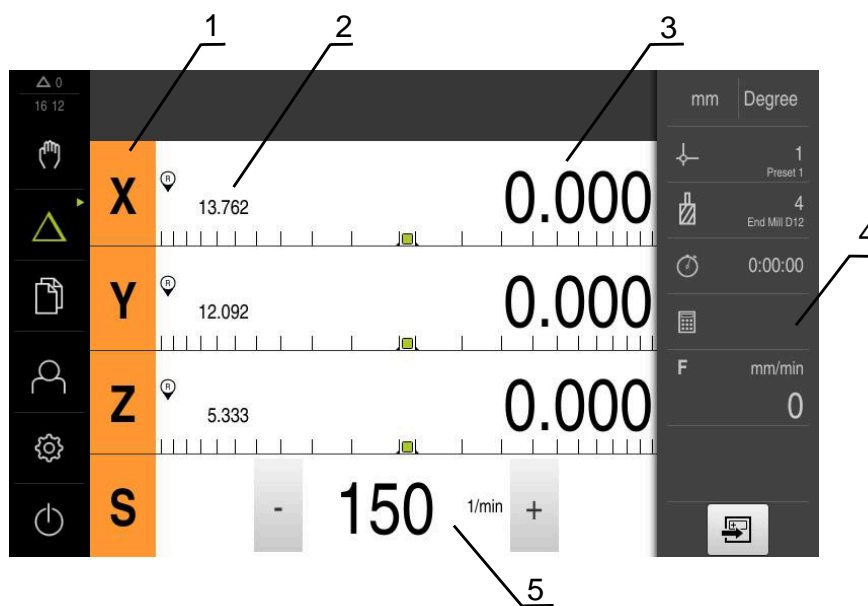 1 2 3
0
16 12
mm Degree
X
R
13.762
0.000
1
Preset 1
4
End Mill D12
4
Y
R
12.092
0.000
0:00:00
Z
R
5.333
0.000
F mm/min
0
S
- 150 1/min +
5